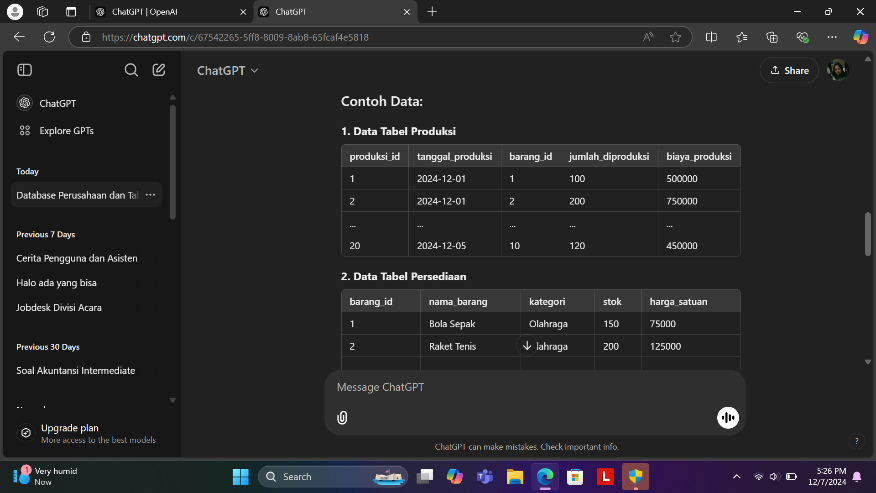 ChatGPT | OpenAI
ChatGPT
https://chatgpt.com/c/67542265-5ff8-8009-8ab8-65fcaf4e5818
ChatGPT
Share
ChatGPT
Explore GPTs
Today
Database Perusahaan dan Tal
Previous 7 Days
Cerita Pengguna dan Asisten
Halo ada yang bisa
Jobdesk Divisi Acara
Previous 30 Days
Soal Akuntansi Intermediate
Upgrade plan
More access to the best models
Contoh Data:
1. Data Tabel Produksi
produksi_id tanggal_produksi barang_id jumlah_diproduksi biaya_produksi
1 2024-12-01 1 100 500000
2 2024-12-01 2 200 750000
... ... ... ... ...
20 2024-12-05 10 120 450000
2. Data Tabel Persediaan
barang_id nama_barang kategori stok harga_satuan
1 Bola Sepak Olahraga 150 75000
2 Raket Tenis lahraga 200 125000
Message ChatGPT
ChatGPT can make mistakes. Check important info.
?
1
Very humid
Now
Search
L
5:26 PM
12/7/2024